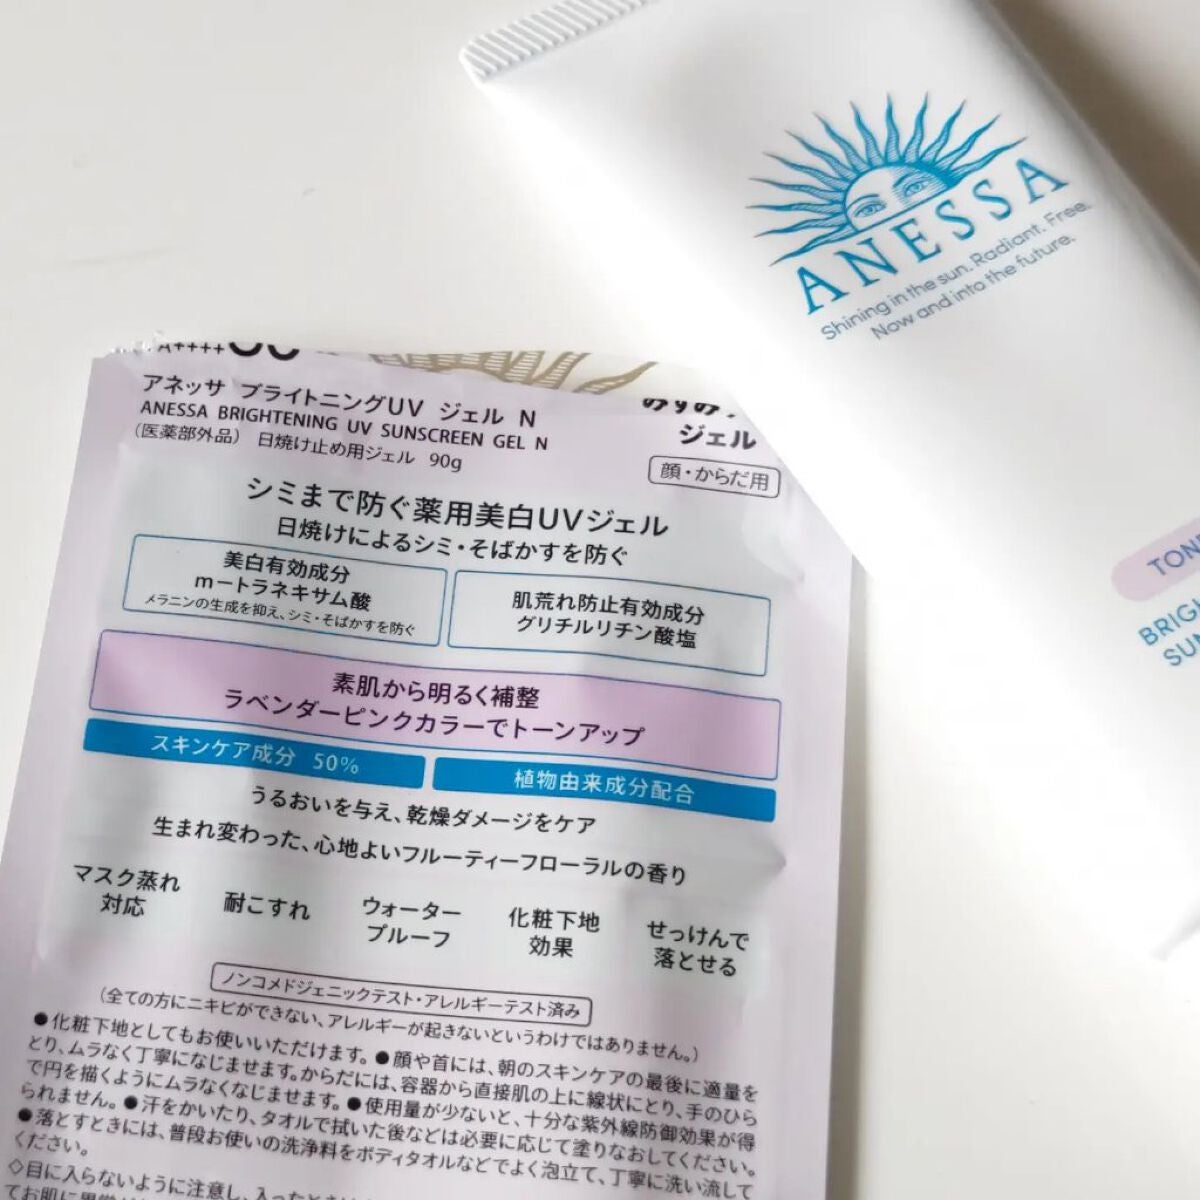 ANESSA
Shining in the sun. Radiant. Free.
Now and into the future.
アネッサ ブライトニングUV ジェル N
ANESSA BRIGHTENING UV SUNSCREEN GEL N
(医薬部外品) 日焼け止め用ジェル 90g
ジェル
顔・からだ用
シミまで防ぐ薬用美白UVジェル
日焼けによるシミ・そばかすを防ぐ
美白有効成分
m－トラネキサム酸
メラニンの生成を抑え、シミ・そばかすを防ぐ
肌荒れ防止有効成分
グリチルリチン酸塩
素肌から明るく補整
ラベンダーピンクカラーでトーンアップ
スキンケア成分 50%
植物由来成分配合
うるおいを与え、乾燥ダメージをケア
生まれ変わった、心地よいフルーティーフローラルの香り
マスク蒸れ
対応
耐こすれ
ウォーター
プルーフ
化粧下地
効果
せっけんで
落とせる
ノンコメドジェニックテスト・アレルギーテスト済み
(全ての方にニキビができない、アレルギーが起きないというわけではありません。)
●化粧下地としてもお使いいただけます。●顔や首には、朝のスキンケアの最後に適量を
とり、ムラなく丁寧になじませます。からだには、容器から直接肌の上に線状にとり、手のひら
で円を描くようにムラなくなじませます。●使用量が少ないと、十分な紫外線防御効果が得
られません。●汗をかいたり、タオルで拭いた後などは必要に応じて塗りなおしてください。
●落とすときには、普段お使いの洗浄料をボディタオルなどでよく泡立て、丁寧に洗い流して
ください。
◇目に入らないように注意し、入ったときは